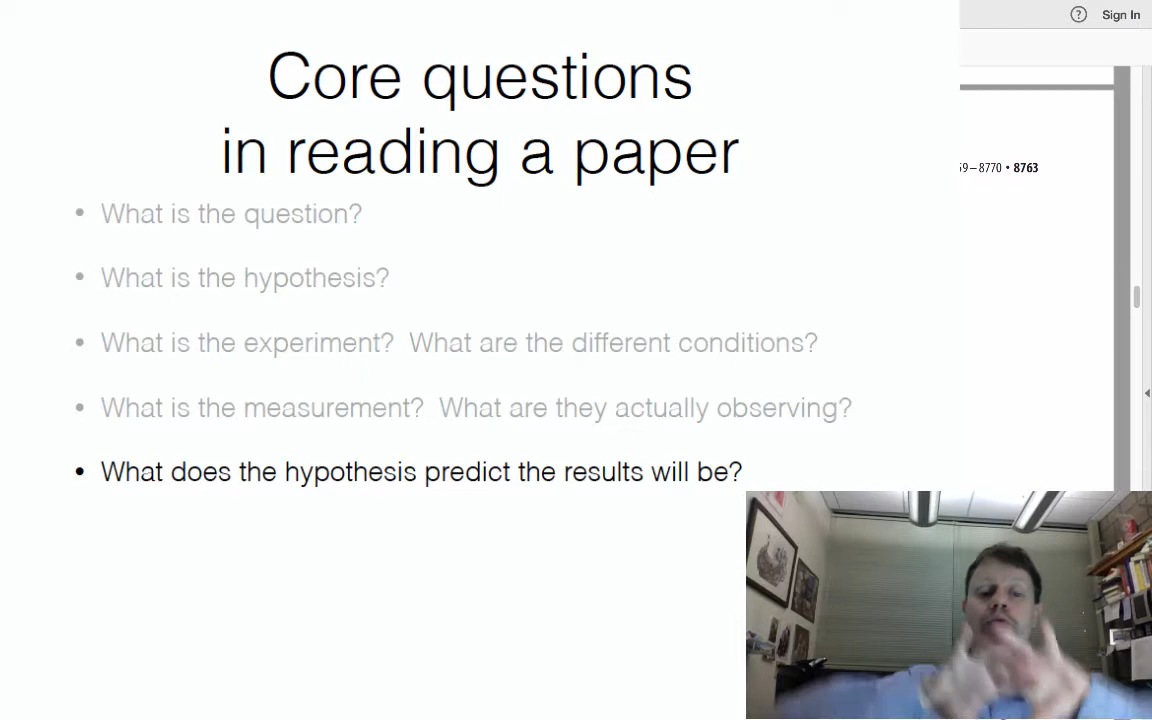 Sign In
Core questions
in reading a paper
59–8770 • 8763
• What is the question?
• What is the hypothesis?
• What is the experiment?  What are the different conditions?
• What is the measurement?  What are they actually observing?
• What does the hypothesis predict the results will be?